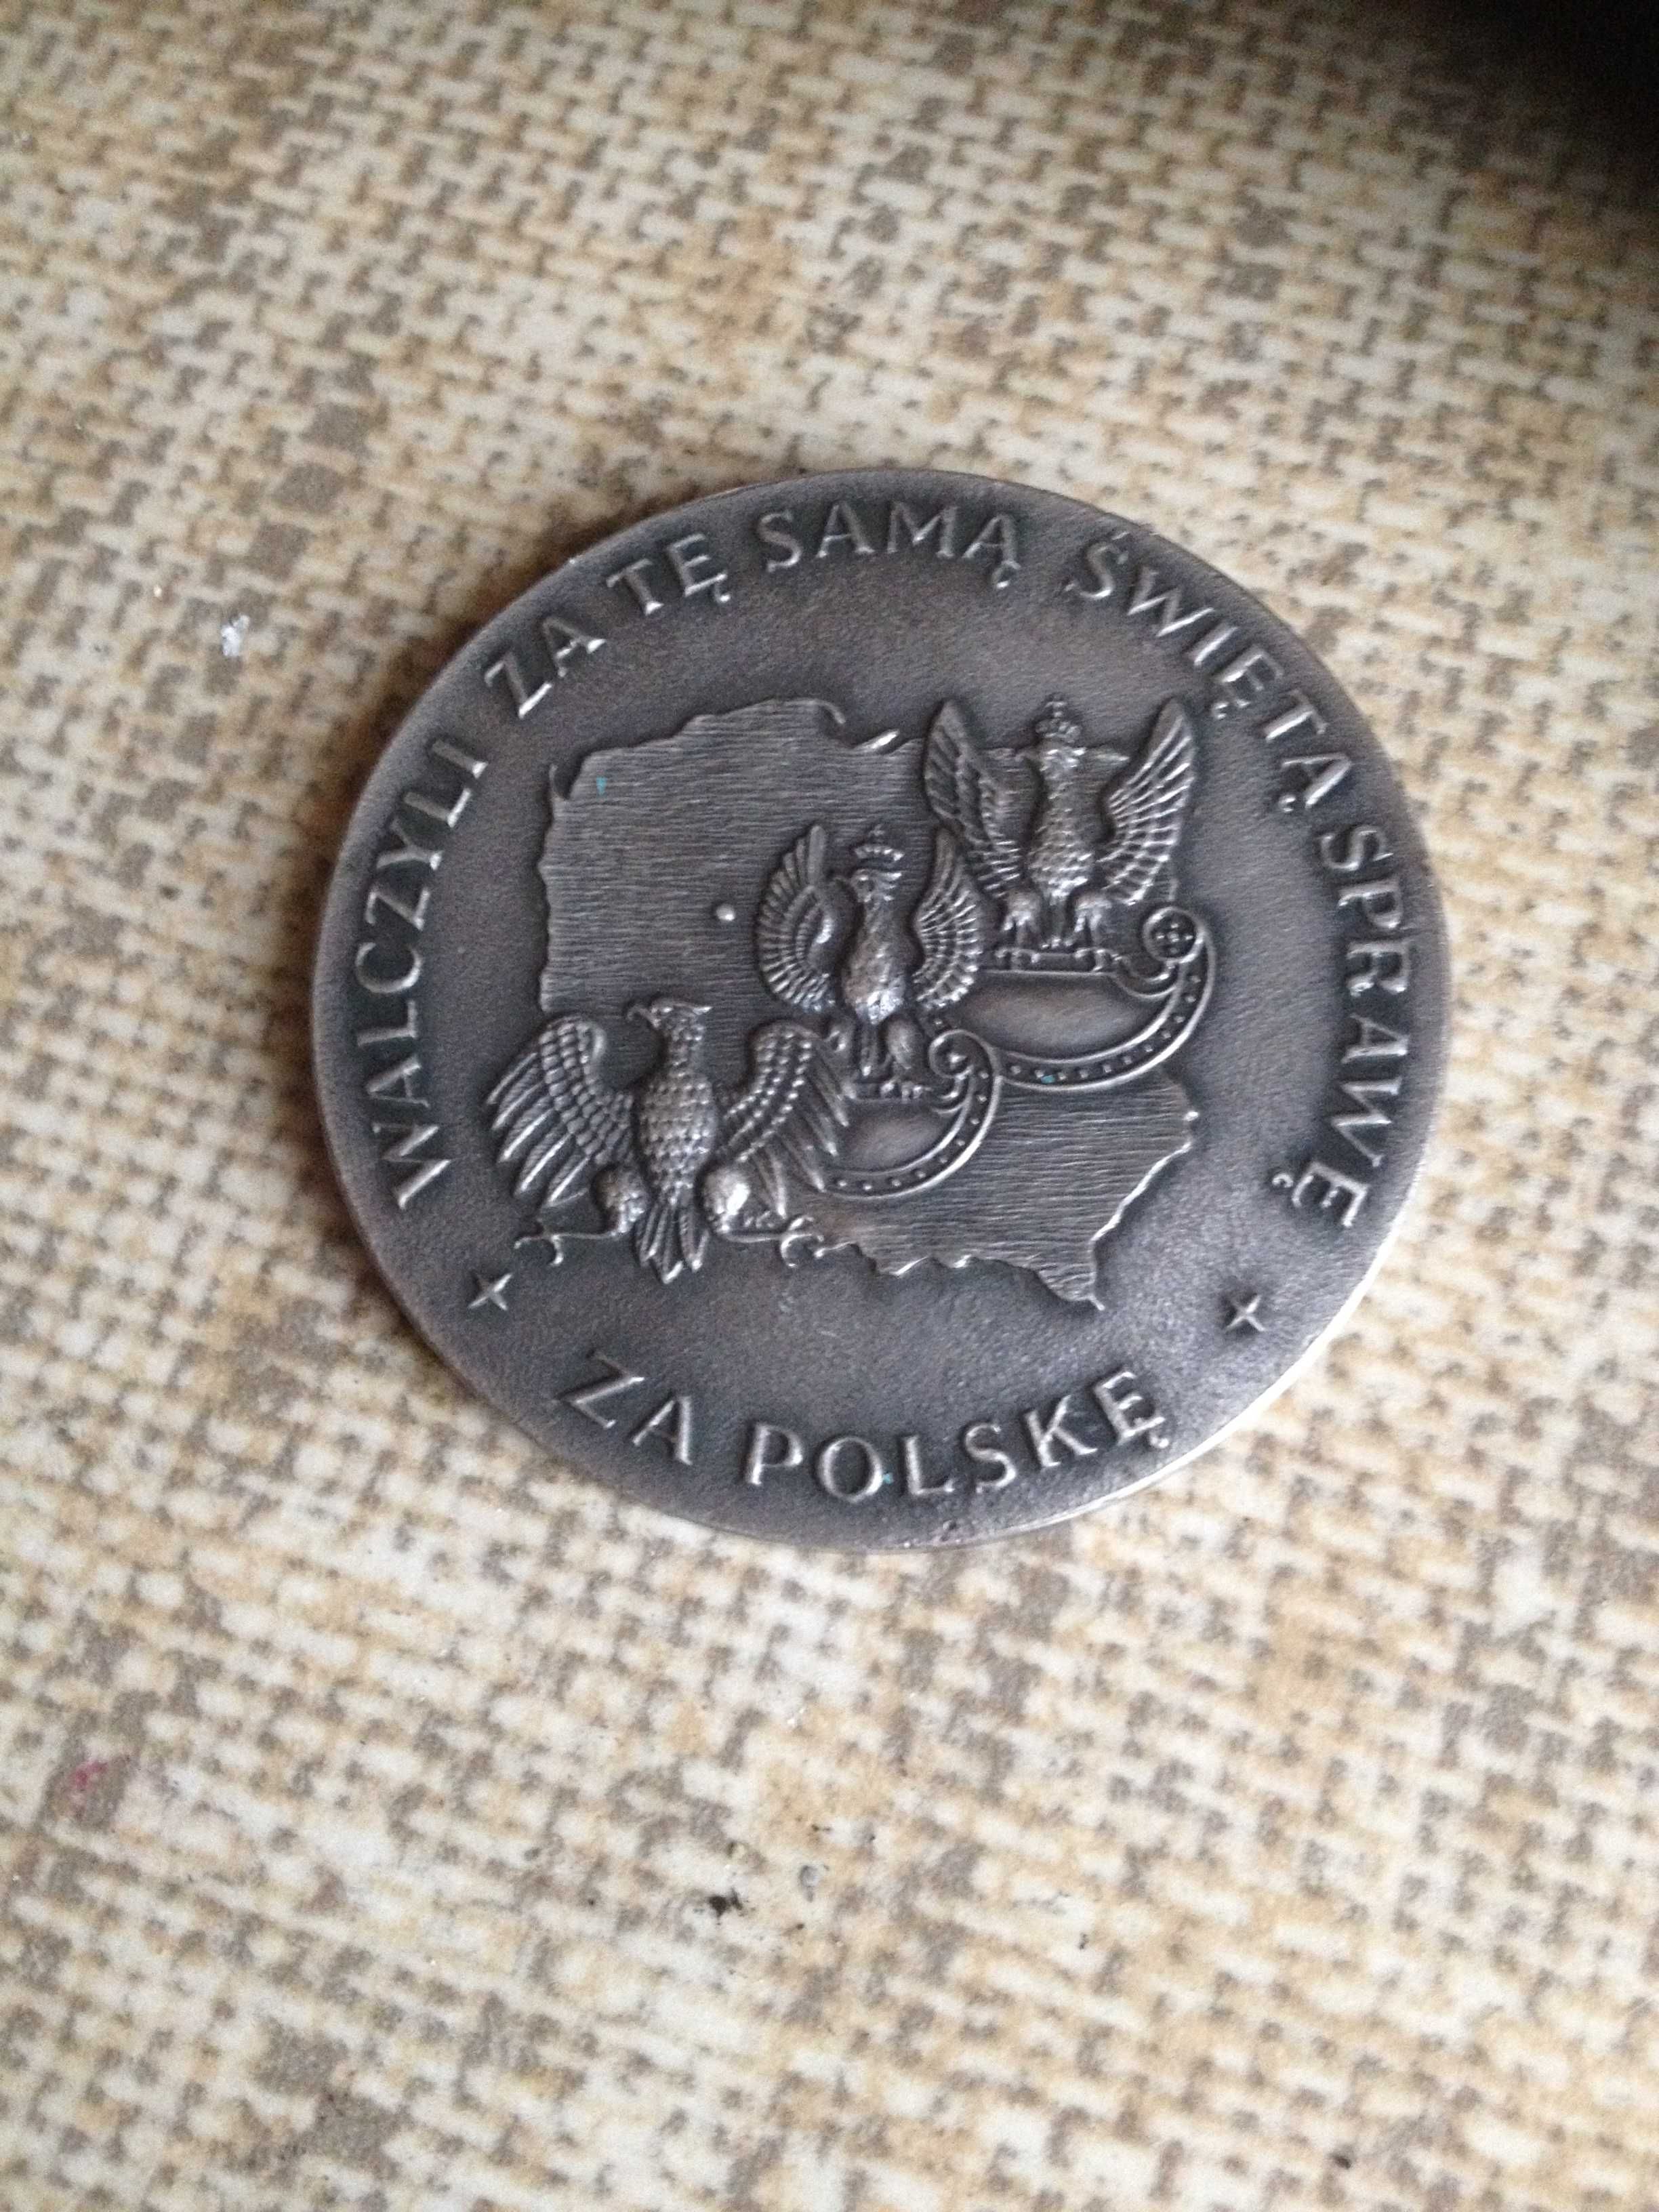 WALCZYLI ZA TĘ SAMĄ ŚWIĘTĄ SPRAWĘ
ZA POLSKĘ